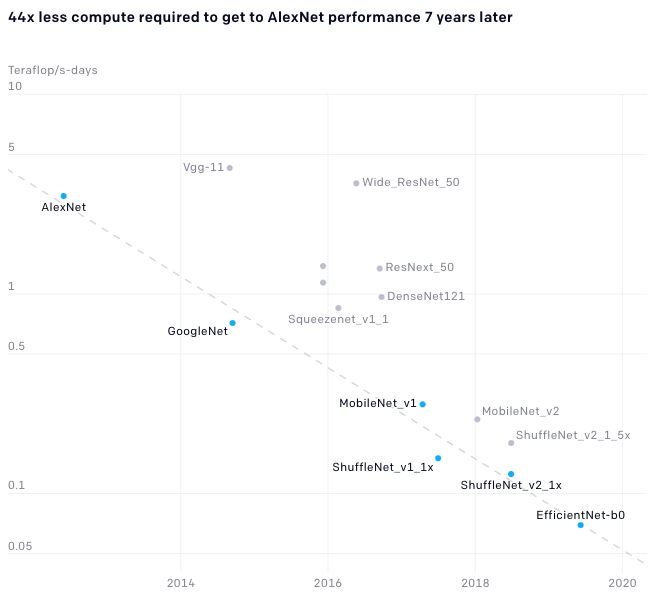 44x less compute required to get to AlexNet performance 7 years later
Teraflop/s-days
10
5
Vgg-11
Wide_ResNet_50
AlexNet
ResNext_50
1
DenseNet121
Squeezenet_v1_1
GoogleNet
0.5
MobileNet_v1
MobileNet_v2
ShuffleNet_v2_1_5x
ShuffleNet_v1_1x
0.1
ShuffleNet_v2_1x
EfficientNet-b0
0.05
2014
2016
2018
2020